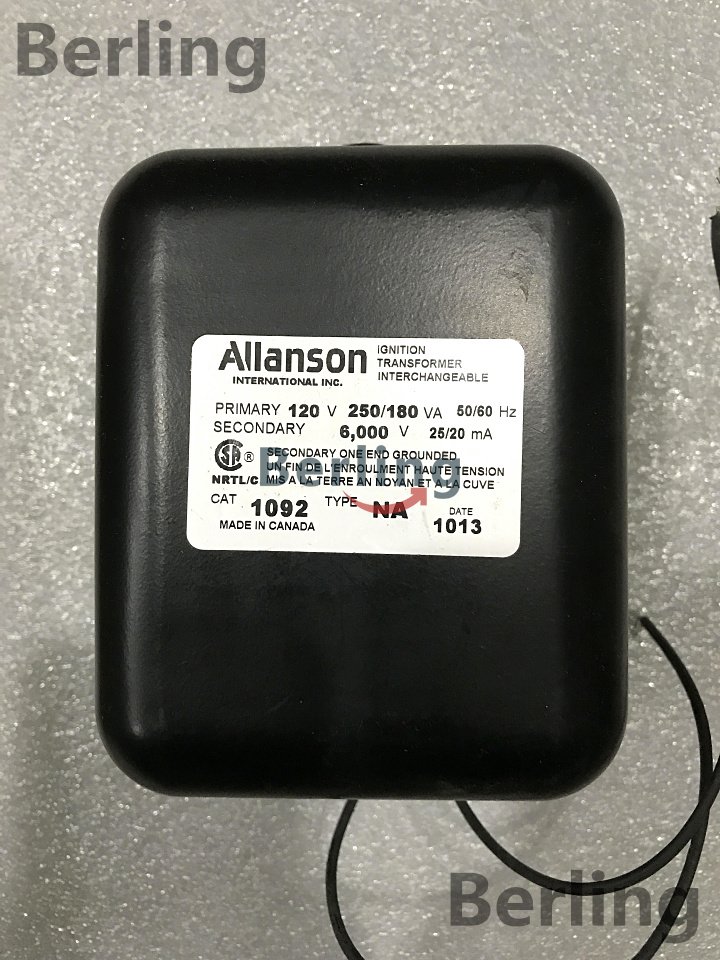 Berling
Allanson
INTERNATIONAL INC.
IGNITION
TRANSFORMER
INTERCHANGEABLE
PRIMARY 120 V 250/180 VA 50/60 Hz
SECONDARY 6,000 V 25/20 mA
SA ® SECONDARY ONE END GROUNDED
UN FIN DE L'ENROULMENT HAUTE TENSION
NRTL/C MIS A LA TERRE AN NOYAN ET A LA CUVE
Berling
CAT 1092 TYPE NA DATE 1013
MADE IN CANADA
Berling